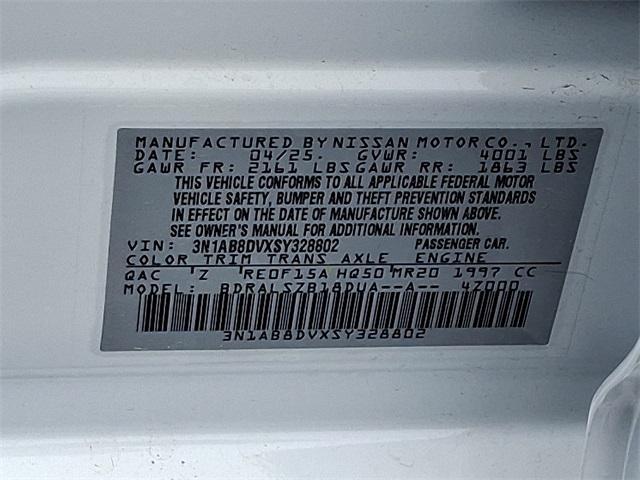 MANUFACTURED BY NISSAN MOTOR CO., LTD.
DATE: 04/25. GVWR: 4001 LBS
GAWR FR: 2161 LBS GAWR RR: 1863 LBS
THIS VEHICLE CONFORMS TO ALL APPLICABLE FEDERAL MOTOR
VEHICLE SAFETY, BUMPER AND THEFT PREVENTION STANDARDS
IN EFFECT ON THE DATE OF MANUFACTURE SHOWN ABOVE.
SEE OWNER'S MANUAL FOR ADDITIONAL INFORMATION.
VIN: 3N1AB8DVXSY328802 PASSENGER CAR.
COLOR TRIM TRANS AXLE ENGINE
QAC Z RE0F15A HQ50 MR20 1997 CC
MODEL: BDRALSZB18DUA--A-- 4Z000
3N1AB8DVXSY328802